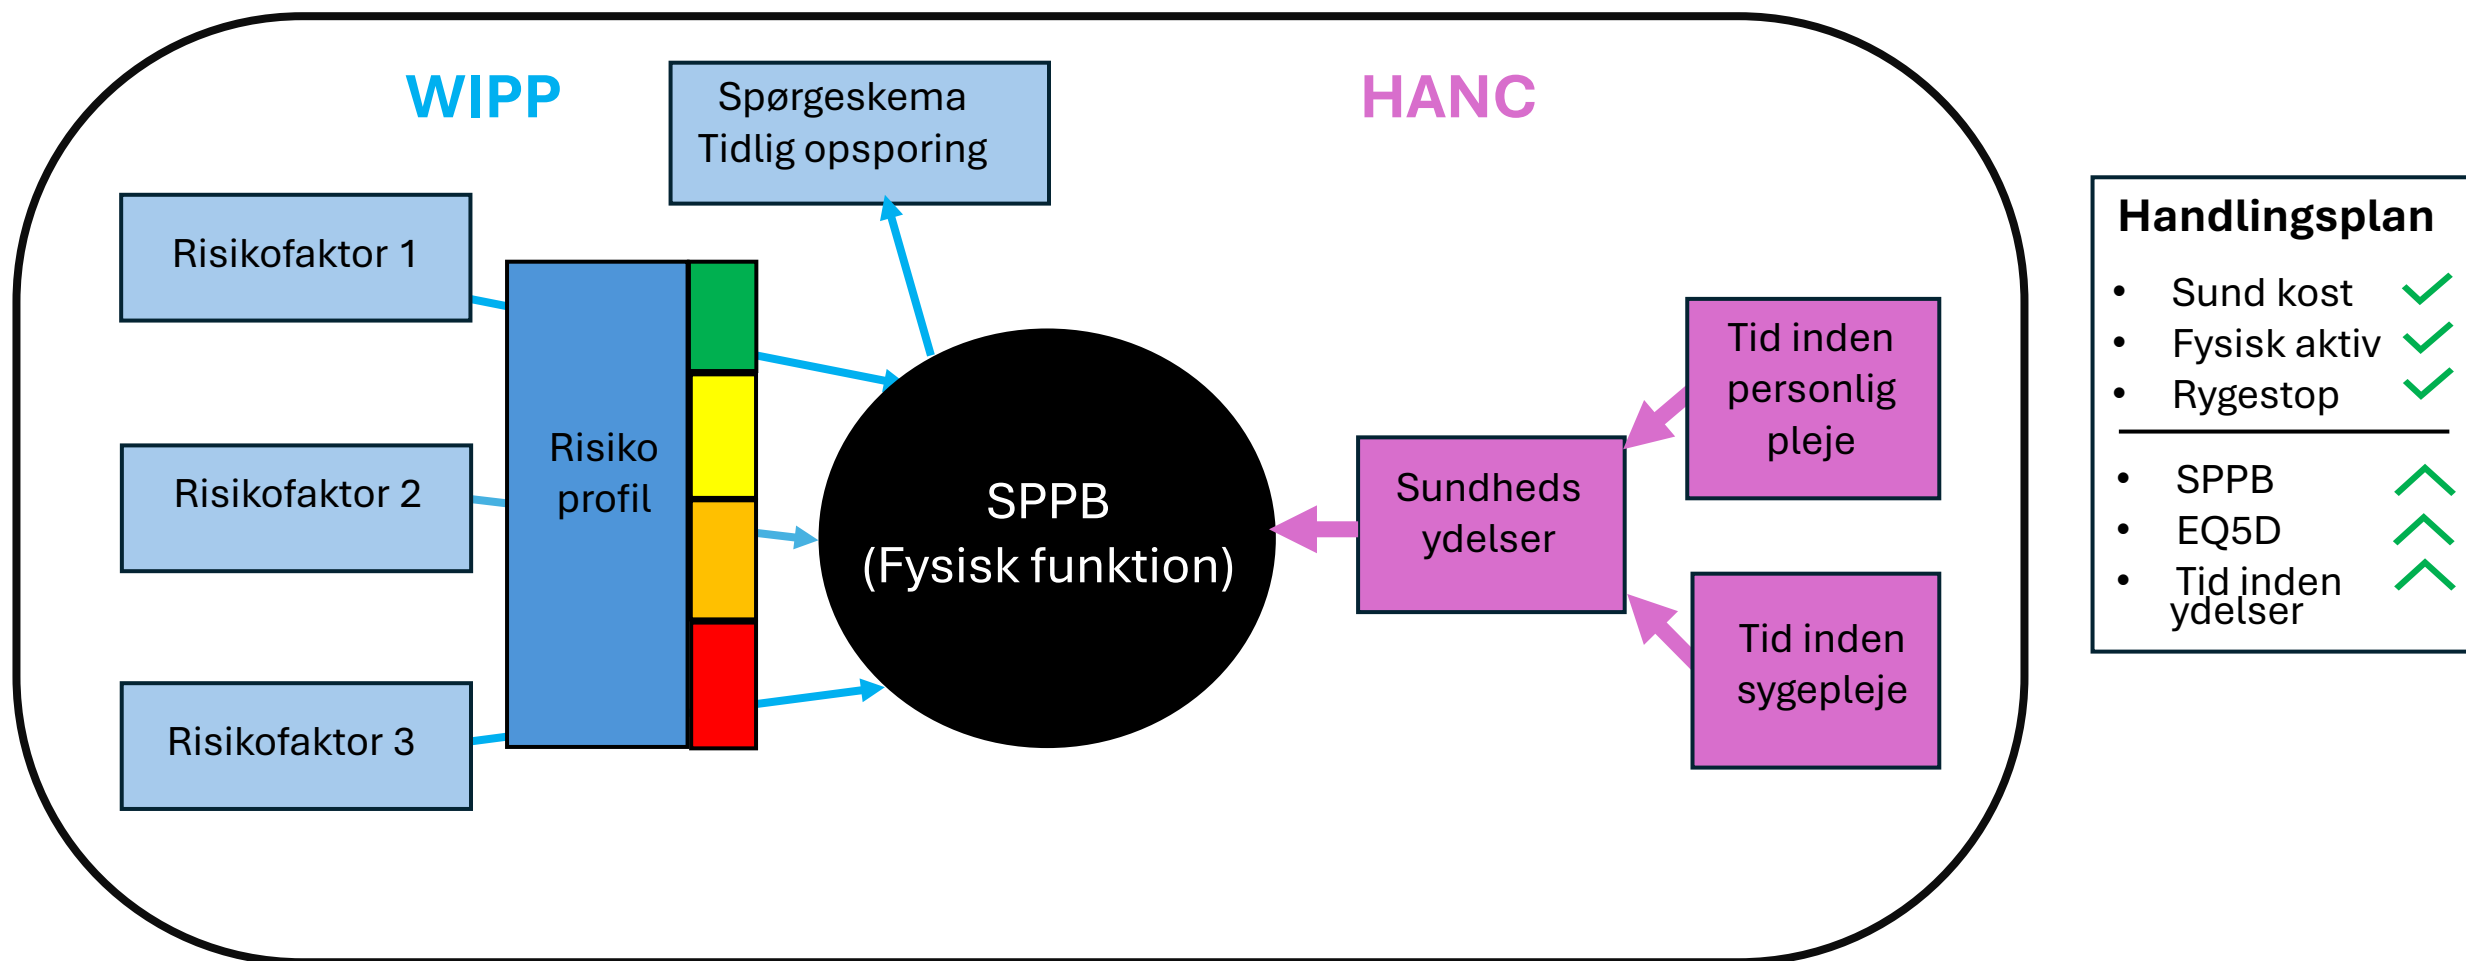 WIPP
Spørgeskema
Tidlig opsporing
HANC
Risikofaktor 1
Risikofaktor 2
Risikofaktor 3
Risiko
profil
SPPB
(Fysisk funktion)
Sundheds
ydelser
Tid inden
personlig
pleje
Tid inden
sygepleje
Handlingsplan
• Sund kost
• Fysisk aktiv
• Rygestop
• SPPB
• EQ5D
• Tid inden
ydelser